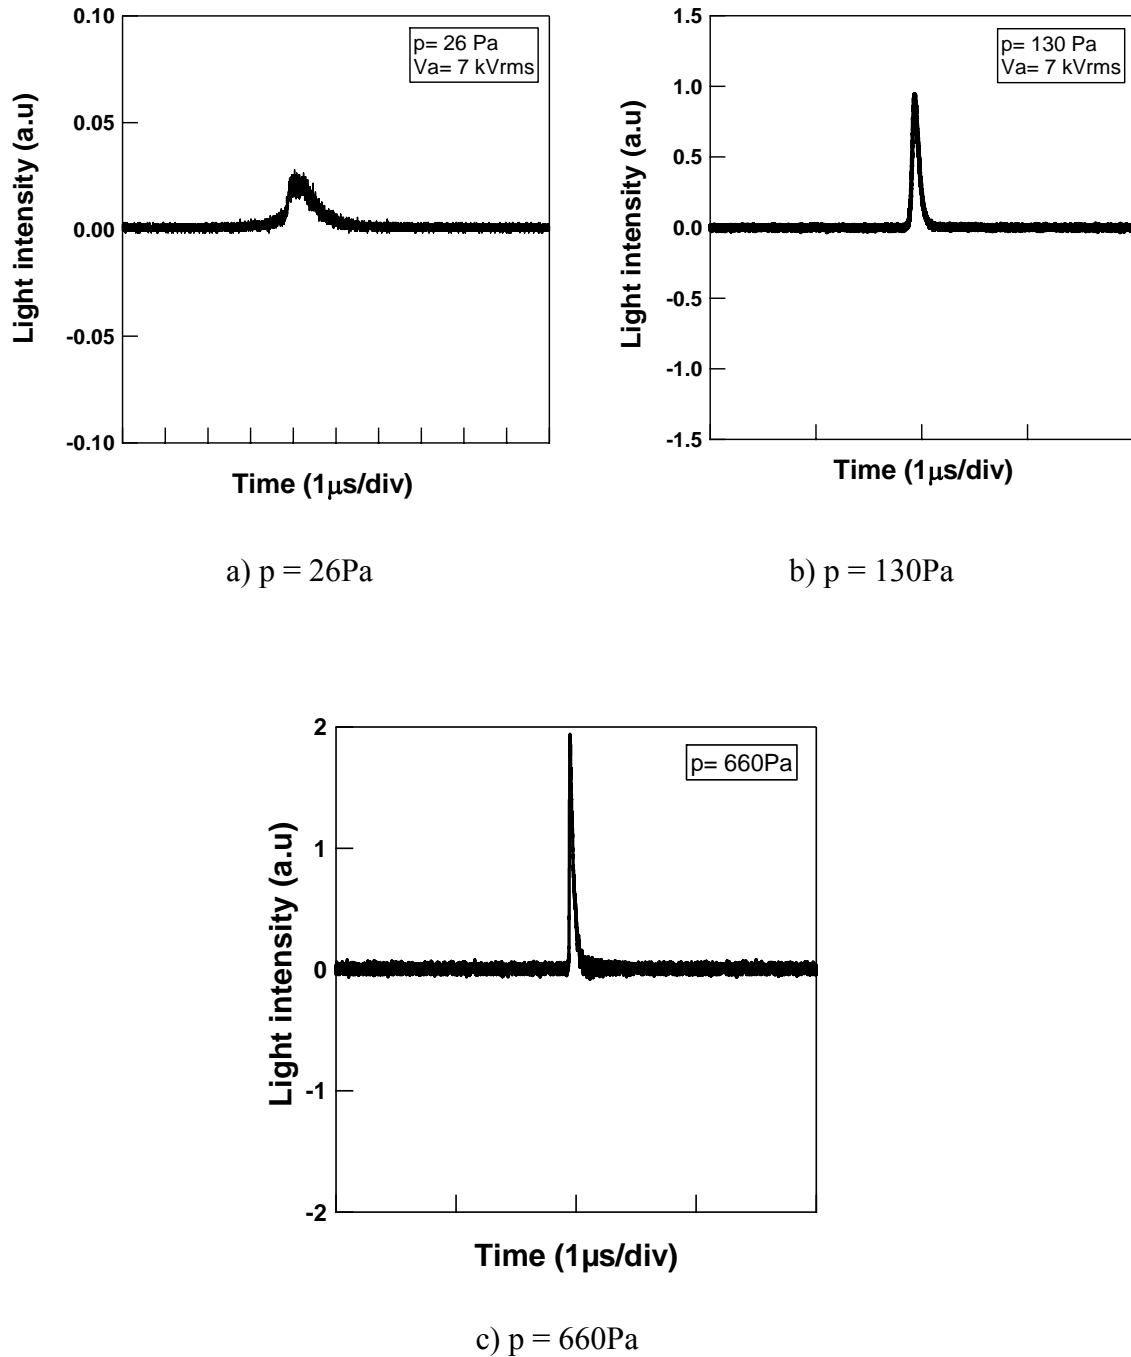 0.10
0.05
0.00
-0.05
-0.10
Light intensity (a.u)
p= 26 Pa
Va= 7 kVrms
Time (1μs/div)
a) p = 26Pa
1.5
1.0
0.5
0.0
-0.5
-1.0
-1.5
Light intensity (a.u)
p= 130 Pa
Va= 7 kVrms
Time (1μs/div)
b) p = 130Pa
2
1
0
-1
-2
Light intensity (a.u)
p= 660Pa
Time (1µs/div)
c) p = 660Pa